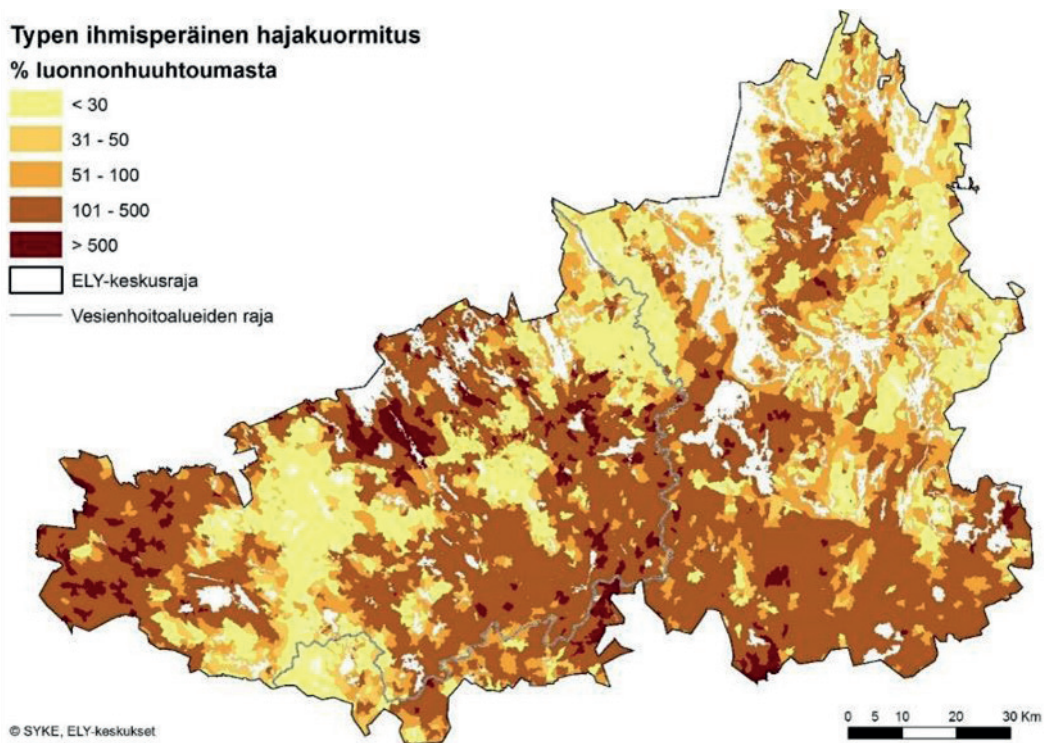 Typen ihmisperäinen hajakuormitus
% luonnonhuuhtoumasta
< 30
31 - 50
51 - 100
101 - 500
> 500
ELY-keskusraja
Vesienhoitoalueiden raja
© SYKE, ELY-keskukset
0 5 10 20 30 Km